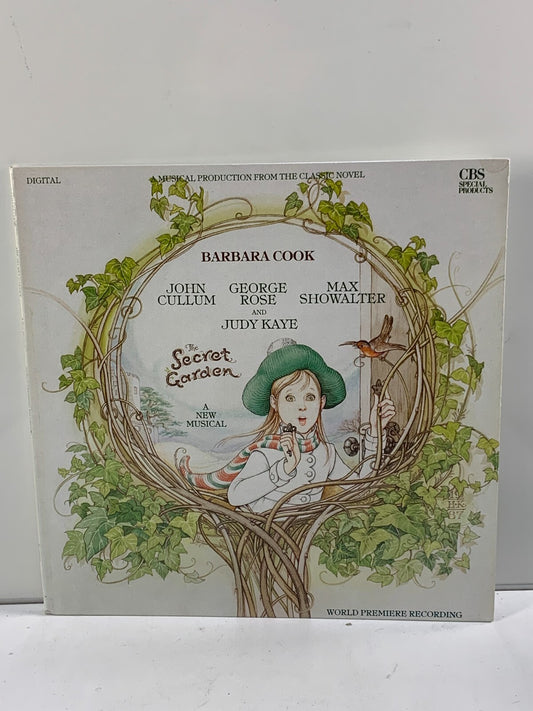 DIGITAL
A MUSICAL PRODUCTION FROM THE CLASSIC NOVEL
CBS
SPECIAL
PRODUCTS
BARBARA COOK
JOHN
CULLUM
GEORGE
ROSE
MAX
SHOWALTER
AND
JUDY KAYE
The
Secret
Garden
A
NEW
MUSICAL
WORLD PREMIERE RECORDING